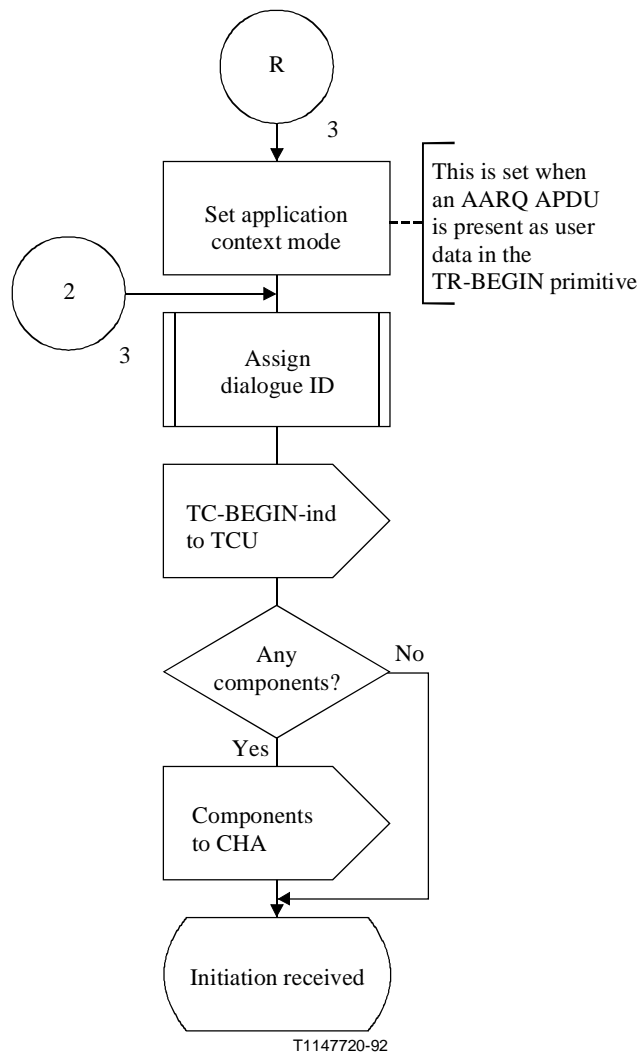 R
3
Set application
context mode
This is set when
an AARQ APDU
is present as user
data in the
TR-BEGIN primitive
2
3
Assign
dialogue ID
TC-BEGIN-ind
to TCU
Any
components?
No
Yes
Components
to CHA
Initiation received
T1147720-92